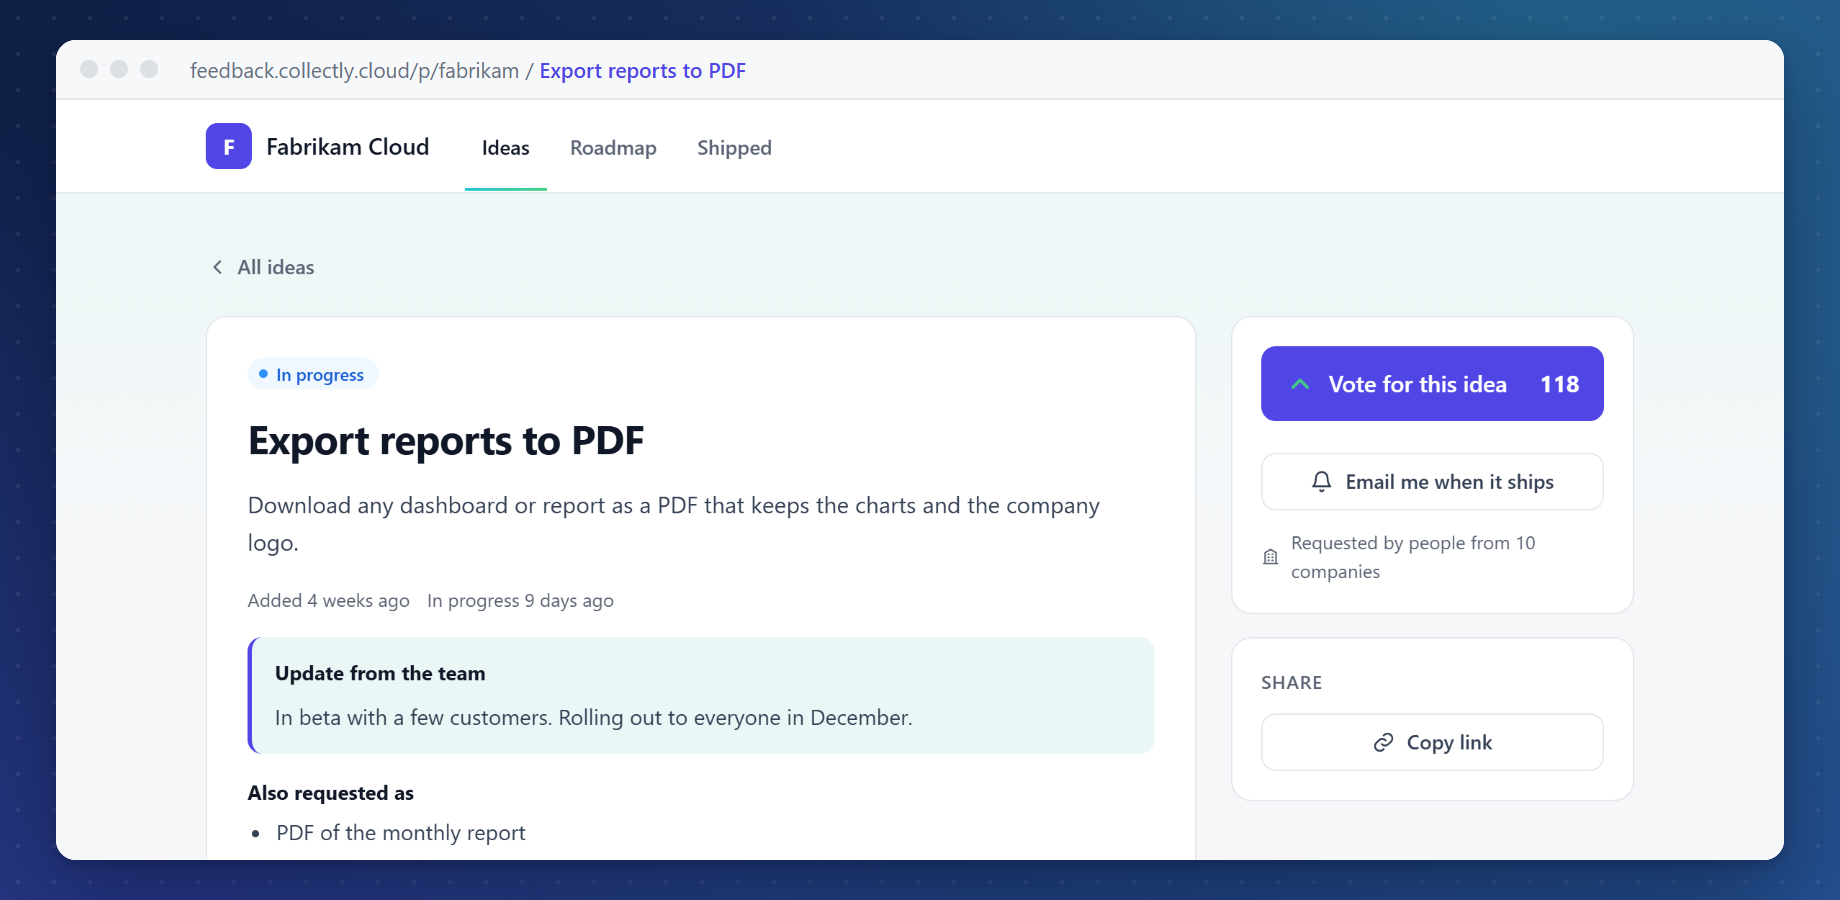 feedback.collectly.cloud/p/fabrikam / Export reports to PDF
F Fabrikam Cloud Ideas Roadmap Shipped
All ideas
In progress
Export reports to PDF
Download any dashboard or report as a PDF that keeps the charts and the company
logo.
Added 4 weeks ago In progress 9 days ago
Update from the team
In beta with a few customers. Rolling out to everyone in December.
Also requested as
• PDF of the monthly report
Vote for this idea 118
Email me when it ships
Requested by people from 10
companies
SHARE
Copy link